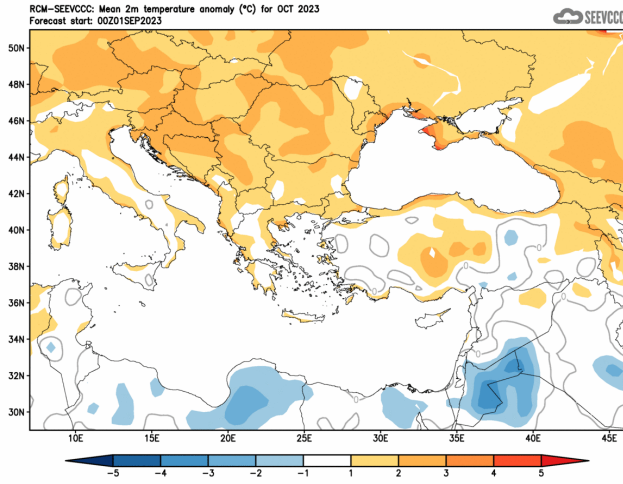 RCM-SEEVCCC: Mean 2m temperature anomaly (°C) for OCT 2023
Forecast start: 00Z01SEP2023
SEEVCCC
50N
48N
46N
44N
42N
40N
38N
36N
34N
32N
30N
10E 15E 20E 25E 30E 35E 40E 45E
-5 -4 -3 -2 -1 1 2 3 4 5